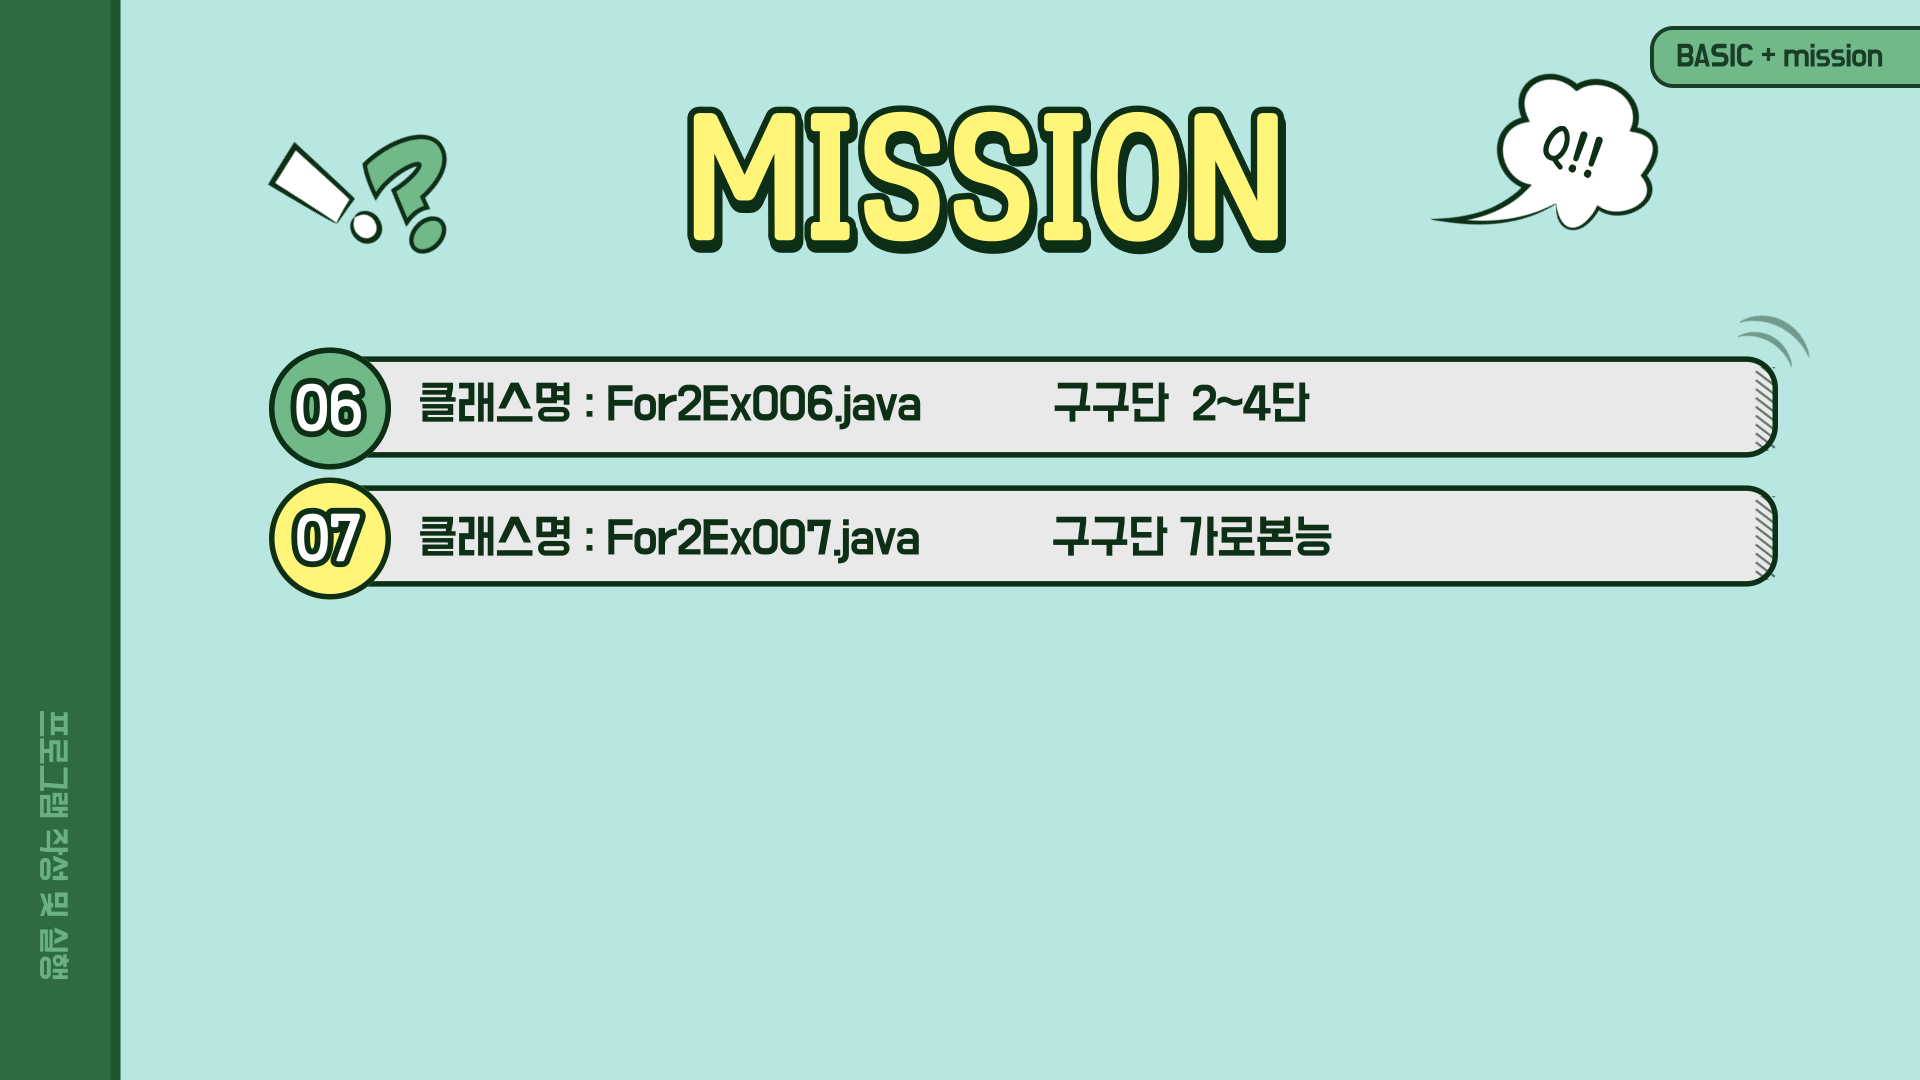 BASIC + mission
MISSION
!?
Q!!
06 클래스명 : For2Ex006.java 구구단 2~4단
07 클래스명 : For2Ex007.java 구구단 가로본능
프로그램 작성 및 실행